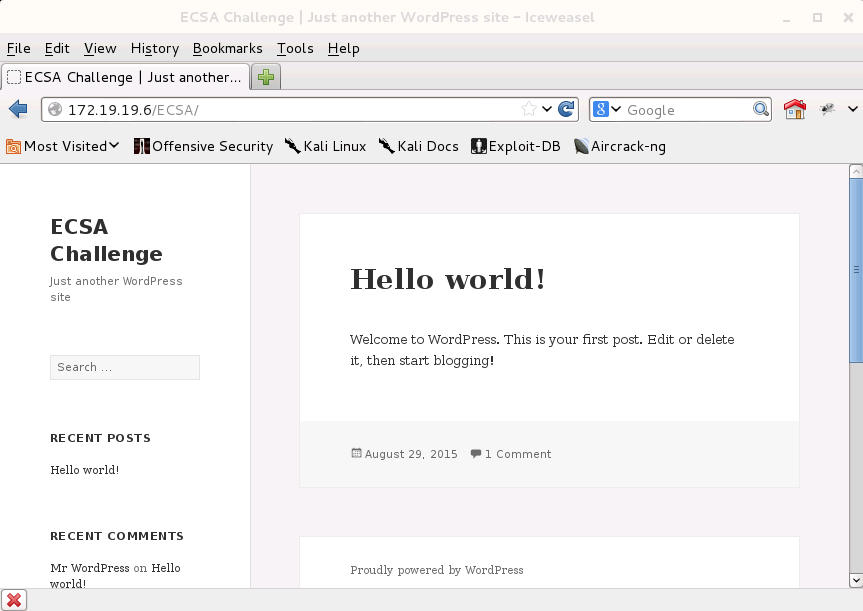 ECSA Challenge | Just another WordPress site - Iceweasel
File Edit View History Bookmarks Tools Help
ECSA Challenge | Just another...
172.19.19.6/ECSA/
Google
Most Visited Offensive Security Kali Linux Kali Docs Exploit-DB Aircrack-ng
ECSA
Challenge
Just another WordPress
site
Search ...
RECENT POSTS
Hello world!
RECENT COMMENTS
Mr WordPress on Hello
world!
Hello world!
Welcome to WordPress. This is your first post. Edit or delete
it, then start blogging!
August 29, 2015 1 Comment
Proudly powered by WordPress